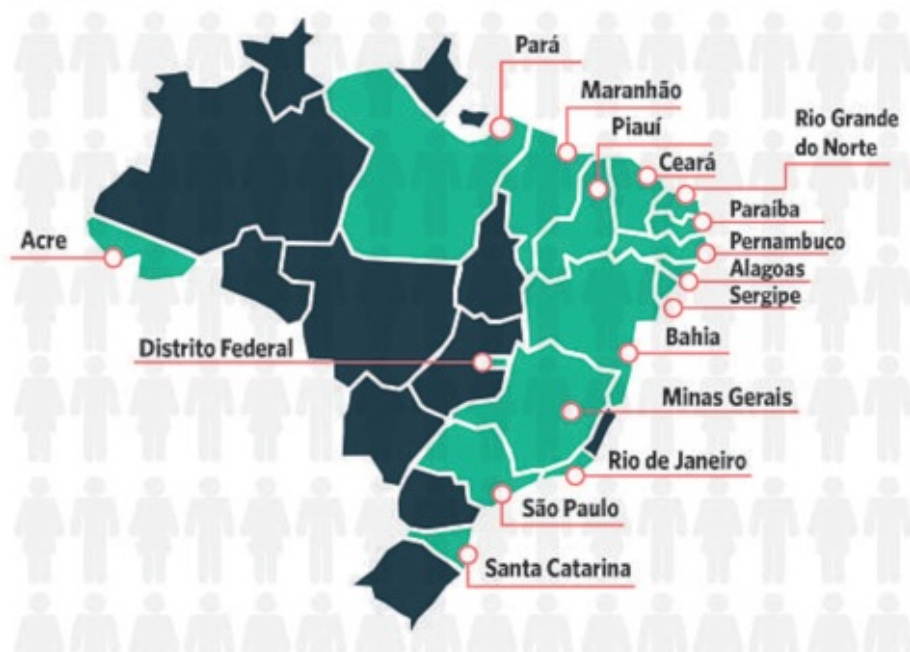 Pará
Maranhão
Piauí
Rio Grande
do Norte
Ceará
Paraíba
Pernambuco
Alagoas
Sergipe
Acre
Bahia
Distrito Federal
Minas Gerais
Rio de Janeiro
São Paulo
Santa Catarina